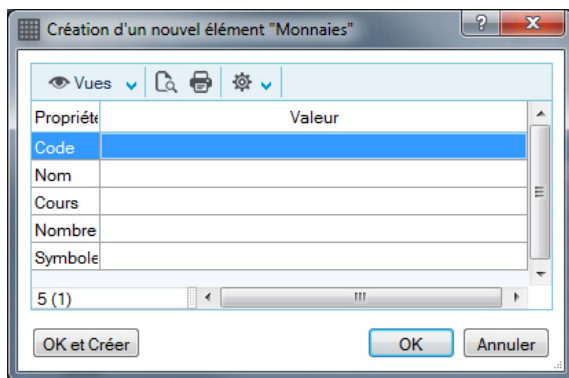 Création d'un nouvel élément "Monnaies"
Vues
Propriéte Valeur
Code
Nom
Cours
Nombre
Symbole
5 (1)
OK et Créer OK Annuler